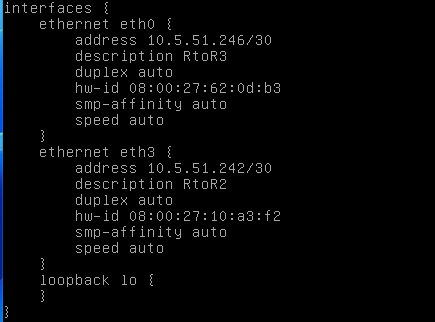 interfaces {
    ethernet eth0 {
        address 10.5.51.246/30
        description RtoR3
        duplex auto
        hw-id 08:00:27:62:0d:b3
        smp-affinity auto
        speed auto
    }
    ethernet eth3 {
        address 10.5.51.242/30
        description RtoR2
        duplex auto
        hw-id 08:00:27:10:a3:f2
        smp-affinity auto
        speed auto
    }
    loopback lo {
    }
}